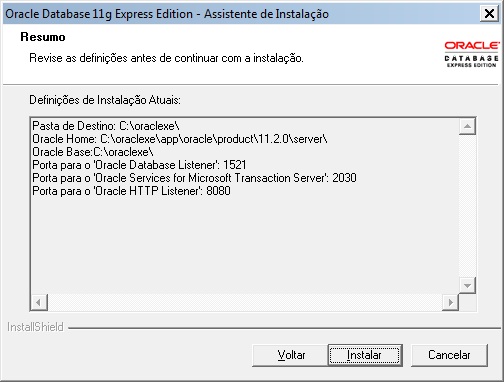 Oracle Database 11g Express Edition - Assistente de Instalação
Resumo
Revise as definições antes de continuar com a instalação.
ORACLE
DATABASE
EXPRESS EDITION
Definições de Instalação Atuais:
Pasta de Destino: C:\oraclexe\
Oracle Home: C:\oraclexe\app\oracle\product\11.2.0\server\
Oracle Base:C:\oraclexe\
Porta para o 'Oracle Database Listener': 1521
Porta para o 'Oracle Services for Microsoft Transaction Server': 2030
Porta para o 'Oracle HTTP Listener': 8080
InstallShield
Voltar Instalar Cancelar